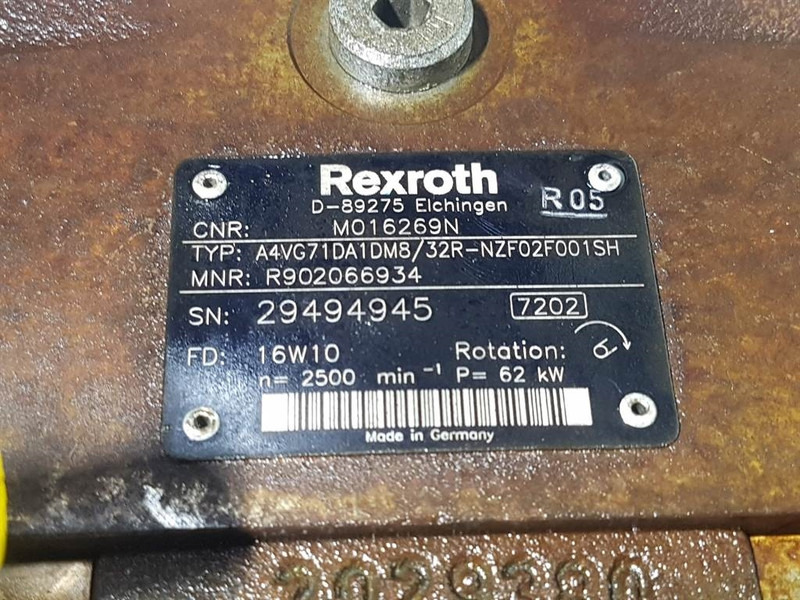 Rexroth
D-89275 Elchingen
R05
CNR: M016269N
TYP: A4VG71DA1DM8/32R-NZF02F001SH
MNR: R902066934
SN: 29494945 7202
FD: 16W10 Rotation:
n= 2500 min⁻¹ P= 62 kW
Made in Germany